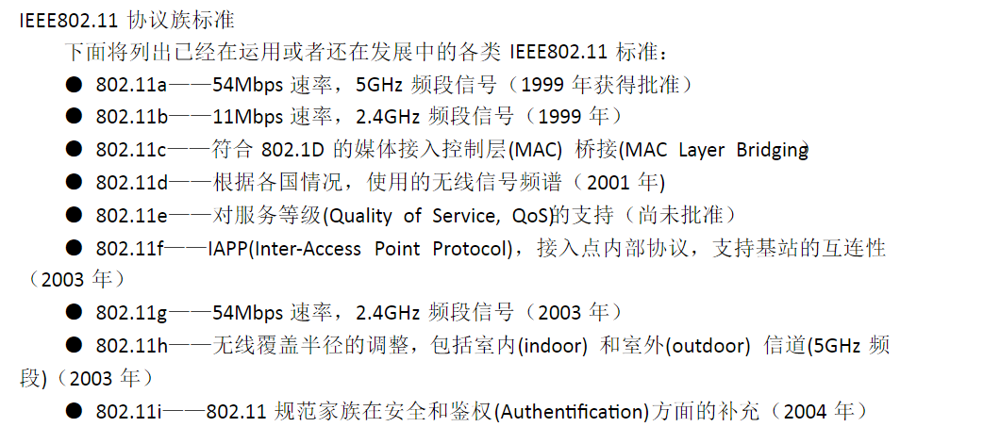 IEEE802.11 协议族标准
下面将列出已经在运用或者还在发展中的各类 IEEE802.11 标准：
● 802.11a——54Mbps 速率，5GHz 频段信号（1999 年获得批准）
● 802.11b——11Mbps 速率，2.4GHz 频段信号（1999 年）
● 802.11c——符合 802.1D 的媒体接入控制层(MAC) 桥接(MAC Layer Bridging)
● 802.11d——根据各国情况，使用的无线信号频谱（2001 年)
● 802.11e——对服务等级(Quality of Service, QoS)的支持（尚未批准）
● 802.11f——IAPP(Inter-Access Point Protocol)，接入点内部协议，支持基站的互连性
（2003 年）
● 802.11g——54Mbps 速率，2.4GHz 频段信号（2003 年）
● 802.11h——无线覆盖半径的调整，包括室内(indoor) 和室外(outdoor) 信道(5GHz 频
段)（2003 年）
● 802.11i——802.11 规范家族在安全和鉴权(Authentification)方面的补充（2004 年）